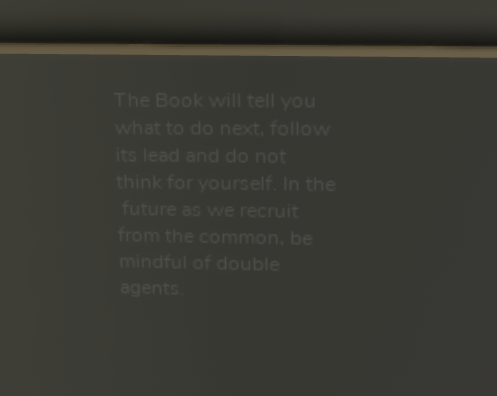 The Book will tell you
what to do next, follow
its lead and do not
think for yourself. In the
future as we recruit
from the common, be
mindful of double
agents.